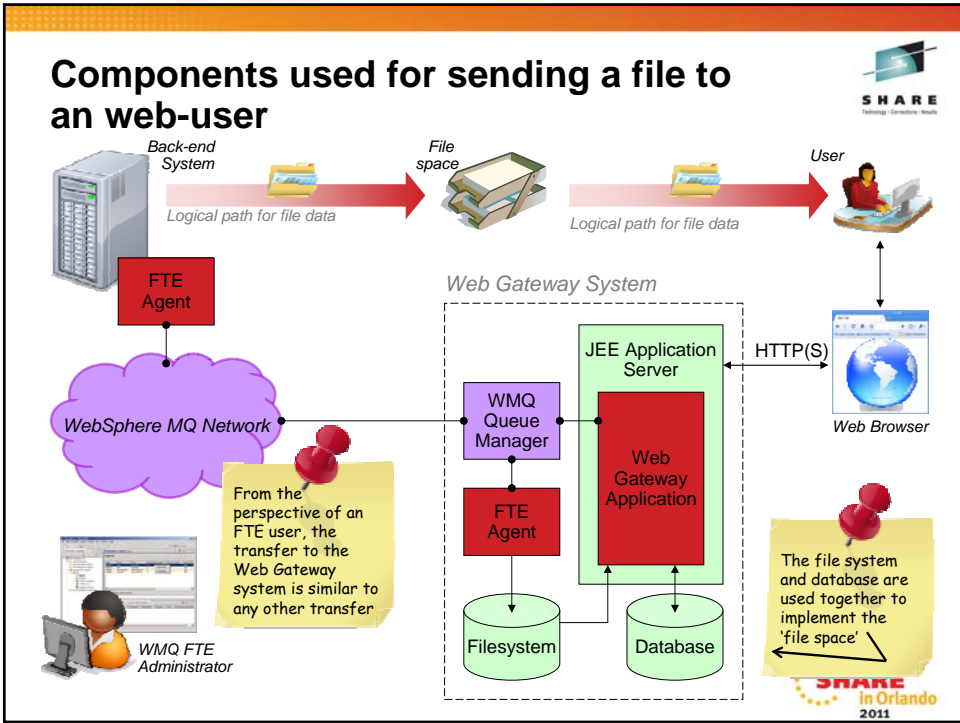 Components used for sending a file to
an web-user
SHARE
Technology · Connections · Results
Back-end
System
File
space
User
Logical path for file data
Logical path for file data
FTE
Agent
Web Gateway System
JEE Application
Server
HTTP(S)
WebSphere MQ Network
WMQ
Queue
Manager
Web Browser
Web
Gateway
Application
From the
perspective of an
FTE user, the
transfer to the
Web Gateway
system is similar to
any other transfer
FTE
Agent
The file system
and database are
used together to
implement the
‘file space’
Filesystem
Database
WMQ FTE
Administrator
SHARE
in Orlando
2011